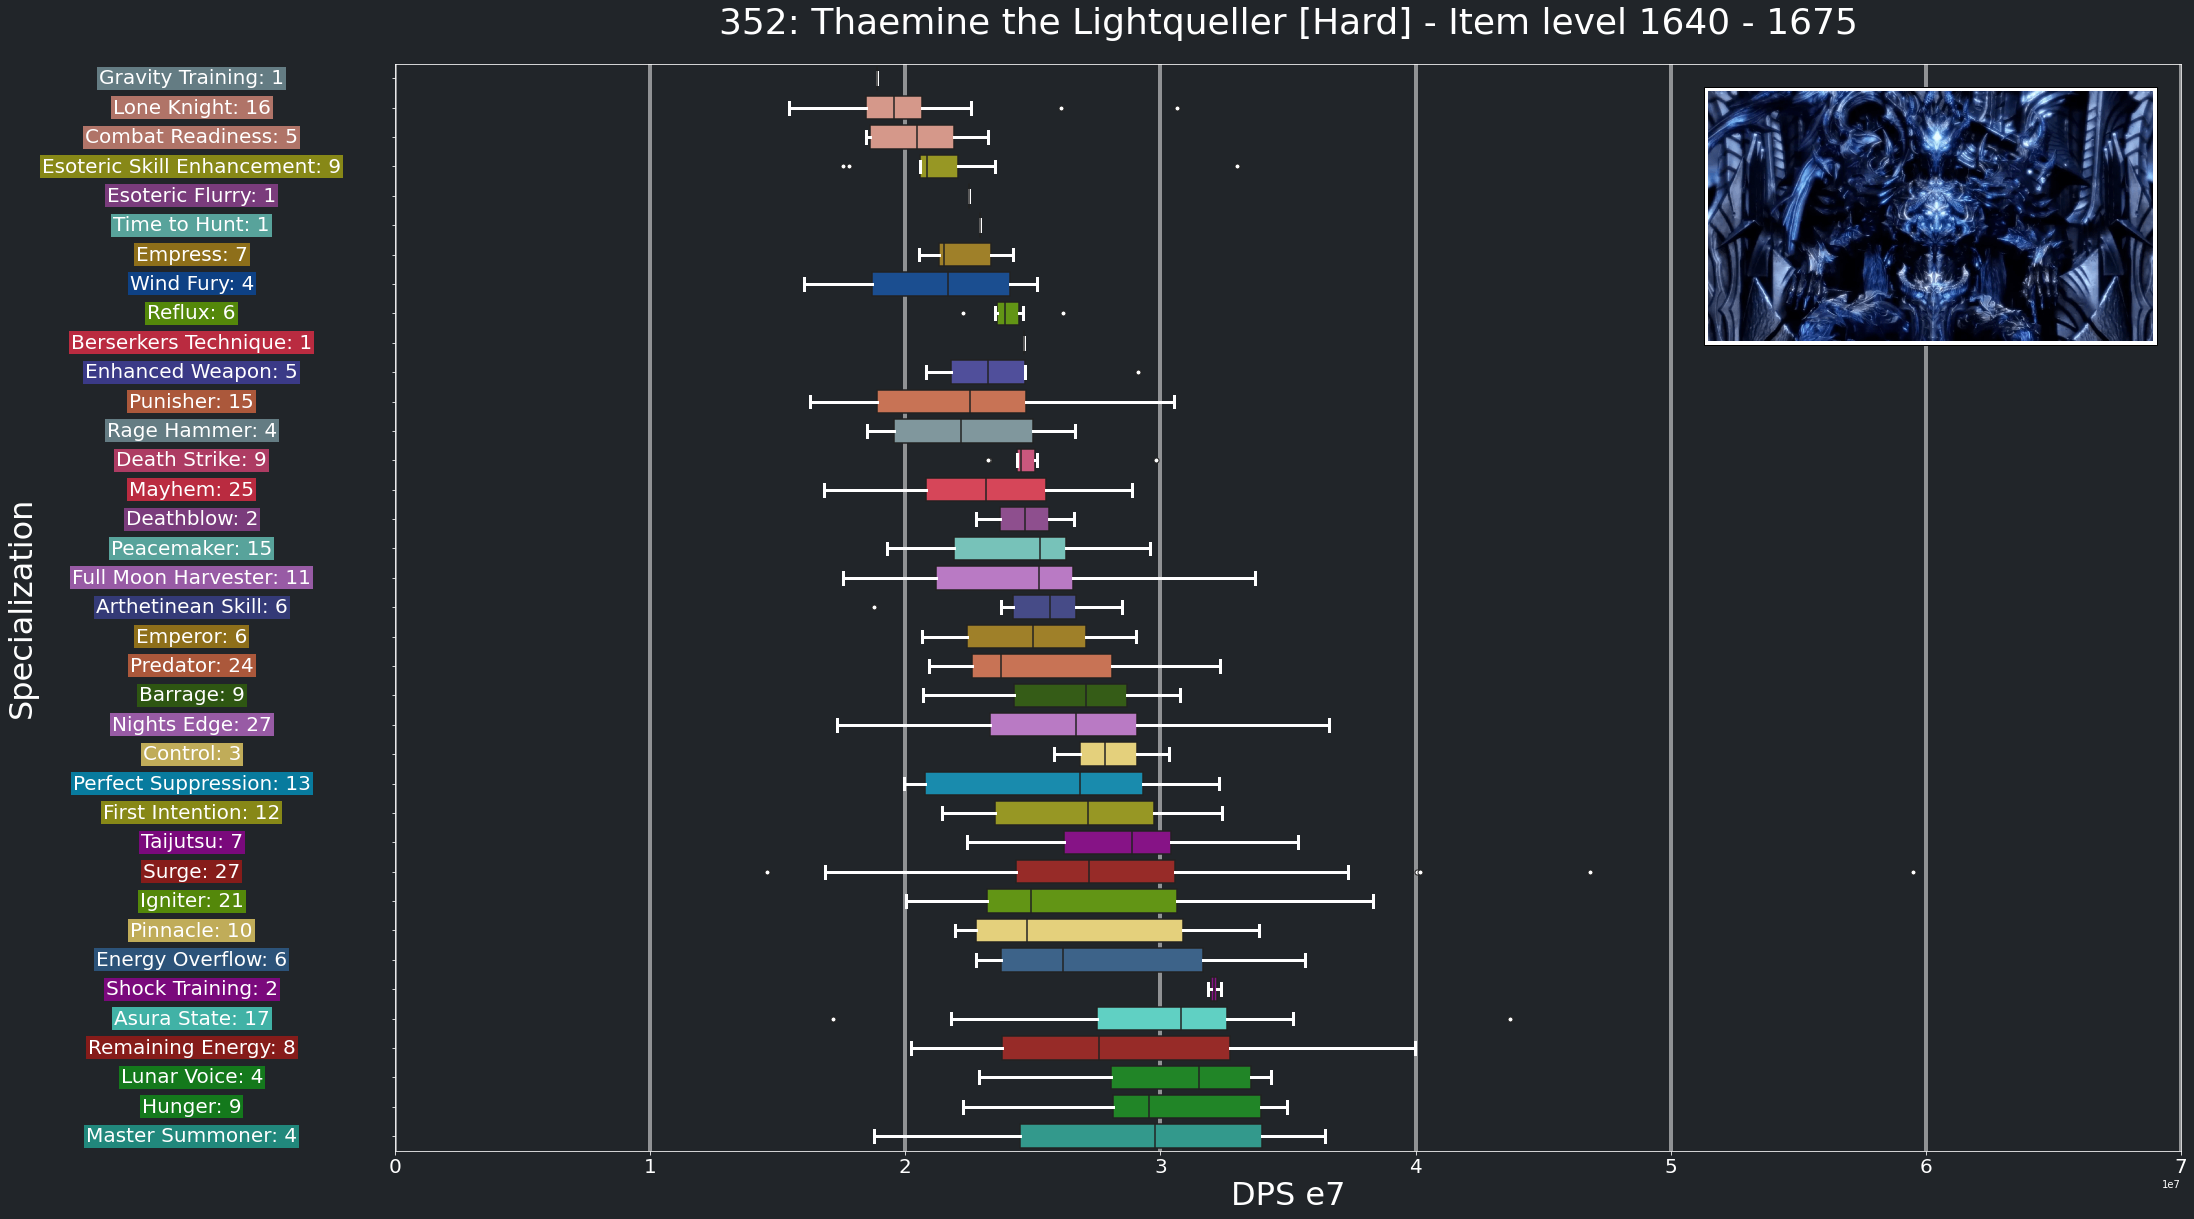 352: Thaemine the Lightqueller [Hard] - Item level 1640 - 1675
Gravity Training: 1
Lone Knight: 16
Combat Readiness: 5
Esoteric Skill Enhancement: 9
Esoteric Flurry: 1
Time to Hunt: 1
Empress: 7
Wind Fury: 4
Reflux: 6
Berserkers Technique: 1
Enhanced Weapon: 5
Punisher: 15
Rage Hammer: 4
Death Strike: 9
Mayhem: 25
Deathblow: 2
Peacemaker: 15
Full Moon Harvester: 11
Arthetinean Skill: 6
Emperor: 6
Predator: 24
Barrage: 9
Nights Edge: 27
Control: 3
Perfect Suppression: 13
First Intention: 12
Taijutsu: 7
Surge: 27
Igniter: 21
Pinnacle: 10
Energy Overflow: 6
Shock Training: 2
Asura State: 17
Remaining Energy: 8
Lunar Voice: 4
Hunger: 9
Master Summoner: 4
Specialization
0 1 2 3 4 5 6 7
1e7
DPS e7